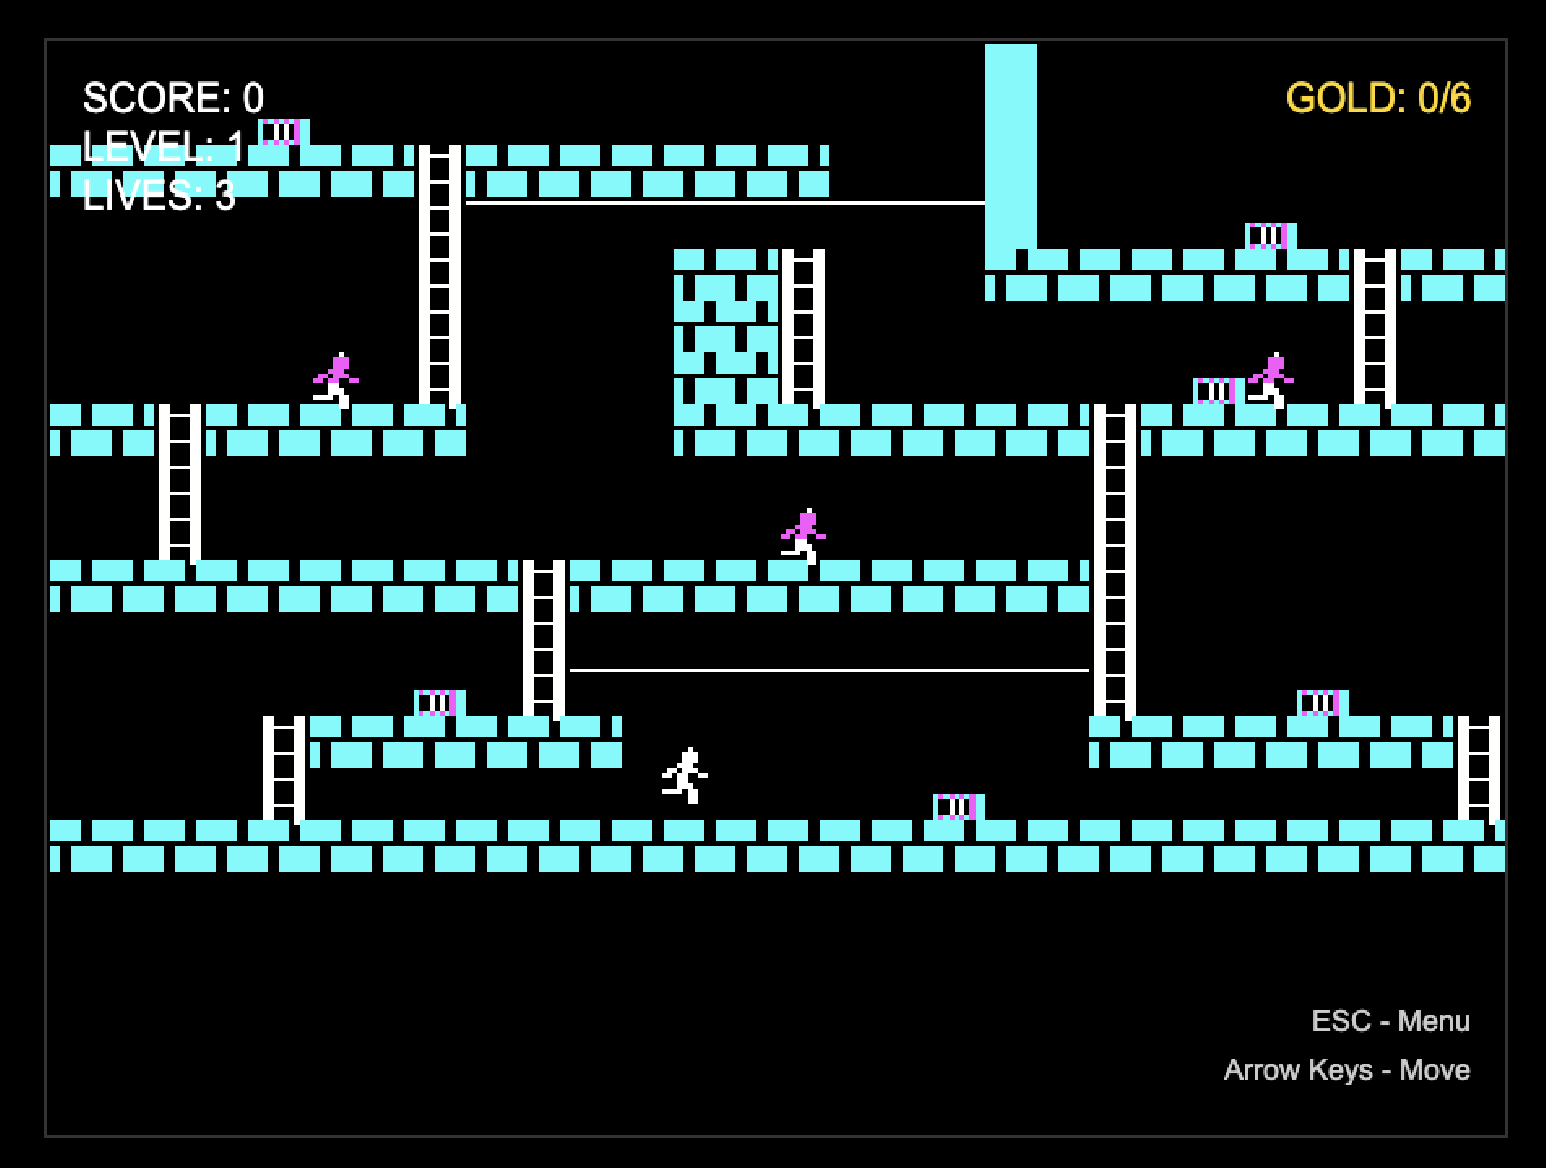 SCORE: 0
GOLD: 0/6
LEVEL: 1
LIVES: 3
ESC - Menu
Arrow Keys - Move